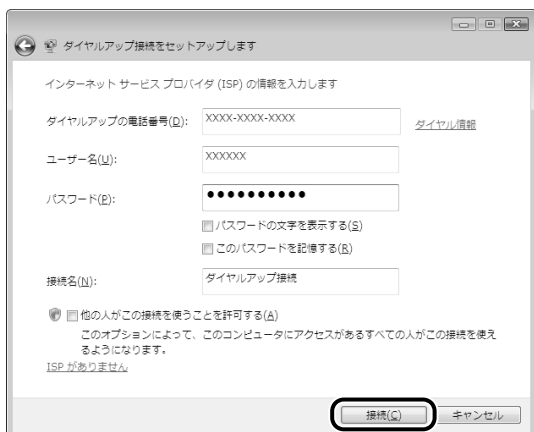 ダイヤルアップ接続をセットアップします
インターネット サービス プロバイダ (ISP) の情報を入力します
ダイヤルアップの電話番号(D):
XXXX-XXXX-XXXX
ダイヤル情報
ユーザー名(U):
XXXXXX
パスワード(P):
●●●●●●●●●●
パスワードの文字を表示する(S)
このパスワードを記憶する(R)
接続名(N):
ダイヤルアップ接続
他の人がこの接続を使うことを許可する(A)
このオプションによって、このコンピュータにアクセスがあるすべての人がこの接続を使え
るようになります。
ISP がありません
接続(C)
キャンセル